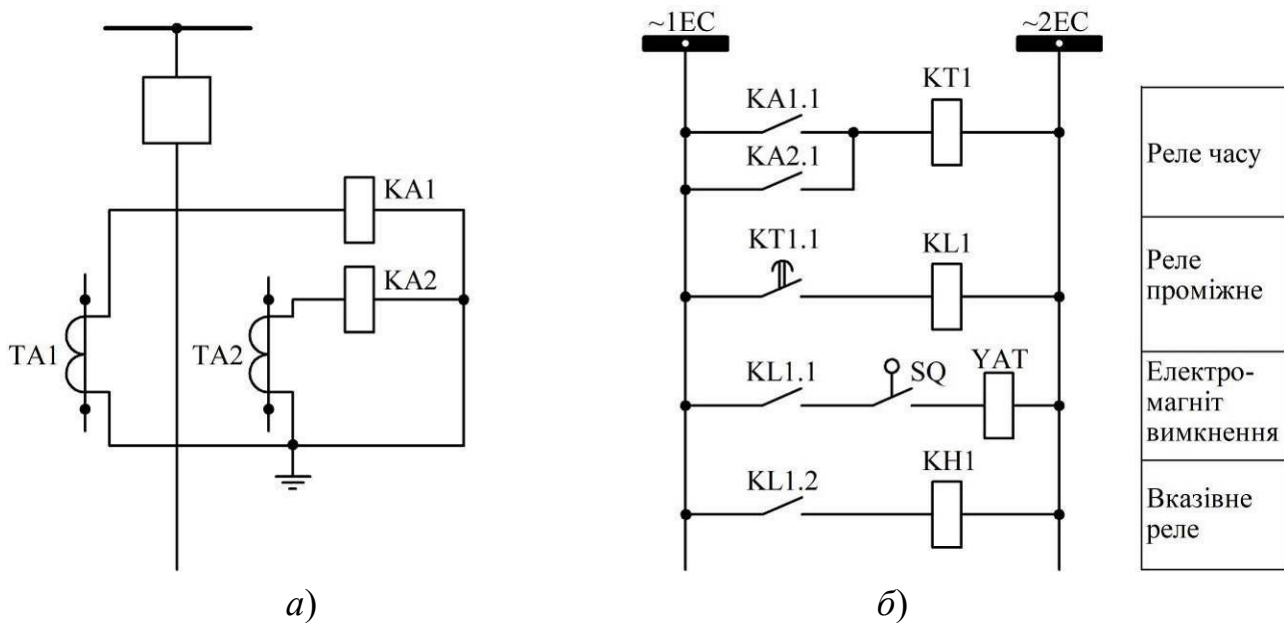 KA1
KA2
TA1
TA2
а)
~1EC
~2EC
KA1.1
KT1
KA2.1
Реле часу
KT1.1
KL1
Реле
проміжне
KL1.1
SQ
YAT
Електро-
магніт
вимкнення
KL1.2
KH1
Вказівне
реле
б)